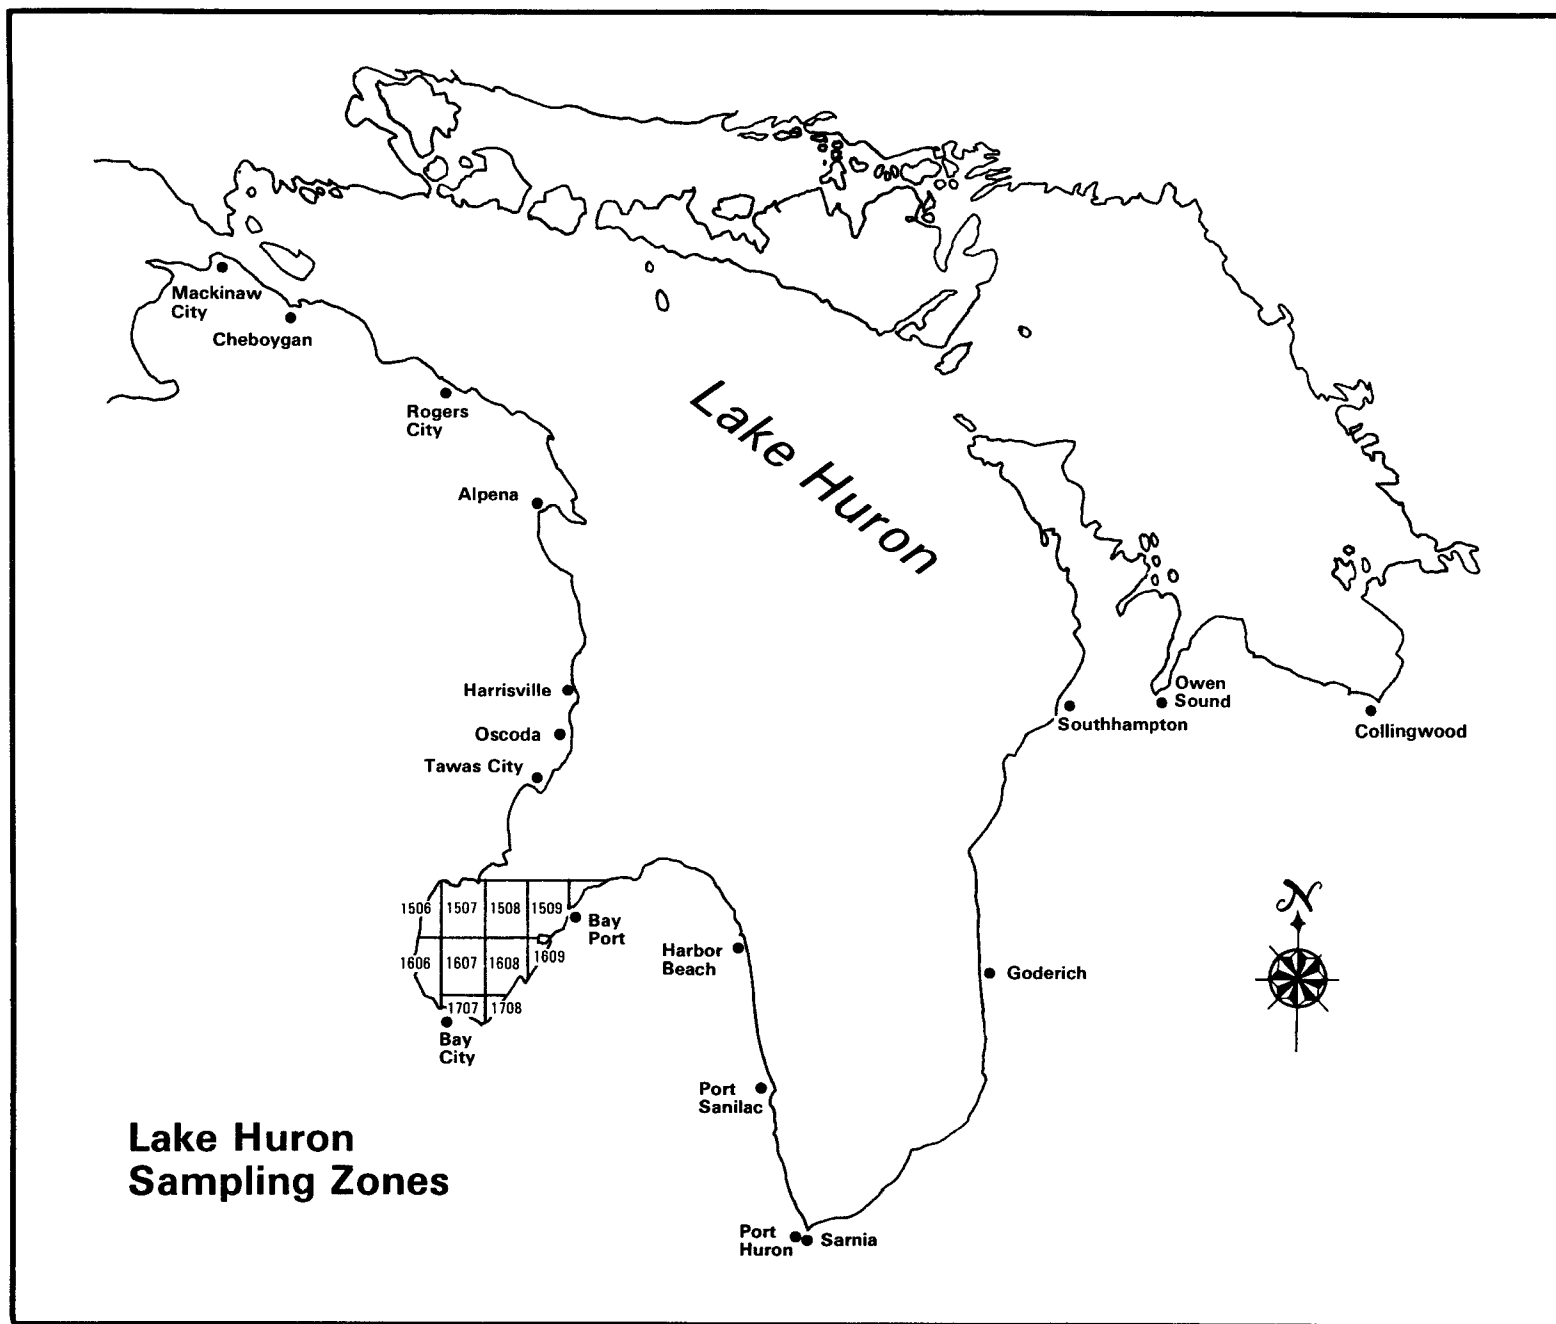 Mackinaw
City
Cheboygan
Rogers
City
Lake Huron
Alpena
Harrisville
Oscoda
Tawas City
Owen
Sound
Southhampton
Collingwood
1506 1507 1508 1509
Bay
Port
1606 1607 1608 1609
1707 1708
Bay
City
Harbor
Beach
Goderich
N
Port
Sanilac
Lake Huron
Sampling Zones
Port
Huron
Sarnia